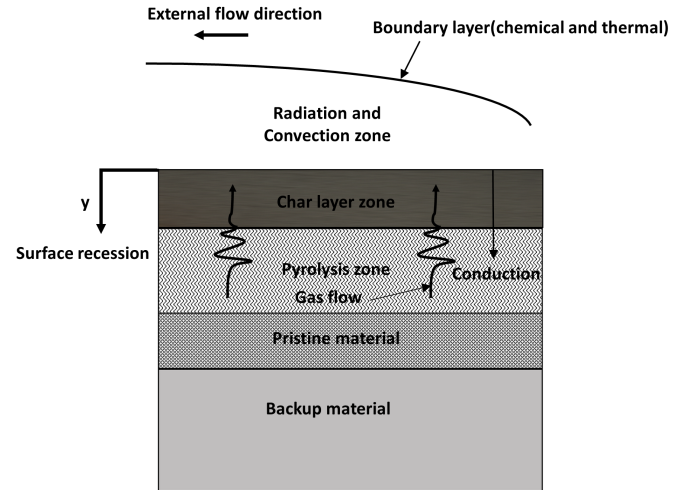 External flow direction
Boundary layer(chemical and thermal)
Radiation and
Convection zone
y
Char layer zone
Surface recession
Pyrolysis zone
Conduction
Gas flow
Pristine material
Backup material